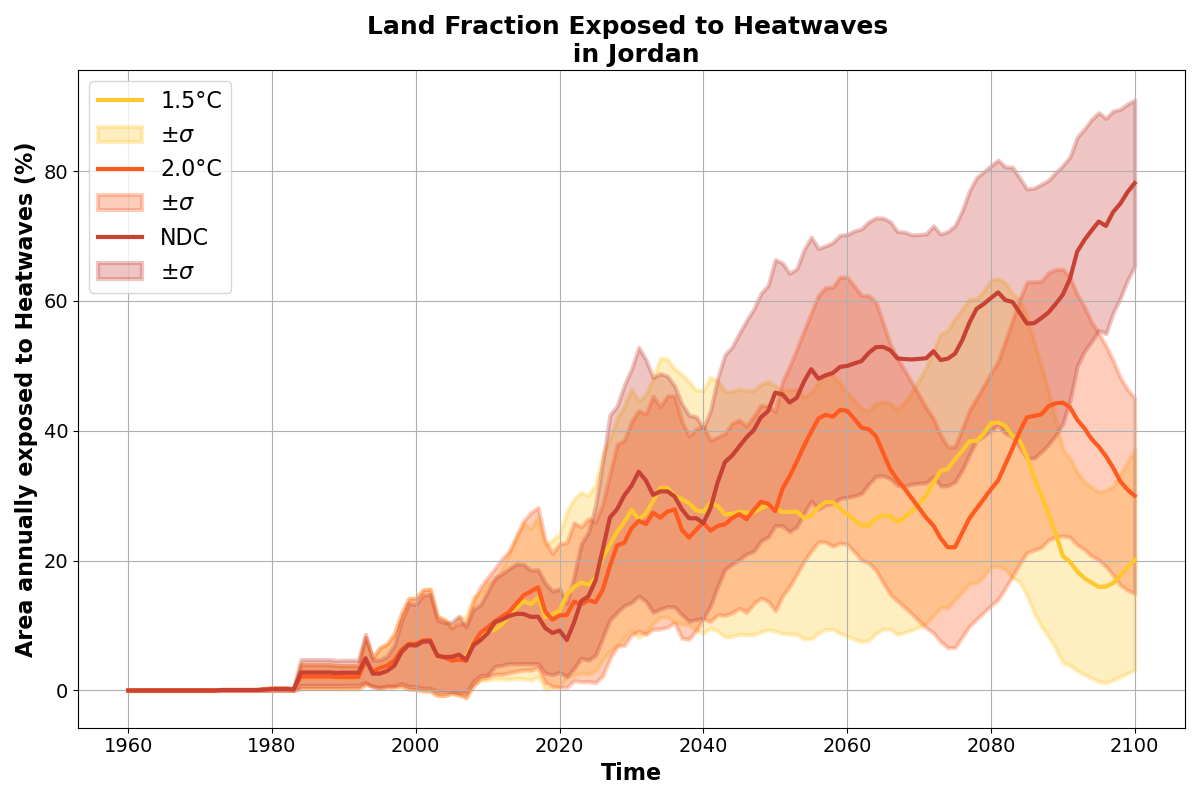 Land Fraction Exposed to Heatwaves
in Jordan
1.5°C
±σ
2.0°C
±σ
NDC
±σ
Area annually exposed to Heatwaves (%)
80
60
40
20
0
1960 1980 2000 2020 2040 2060 2080 2100
Time